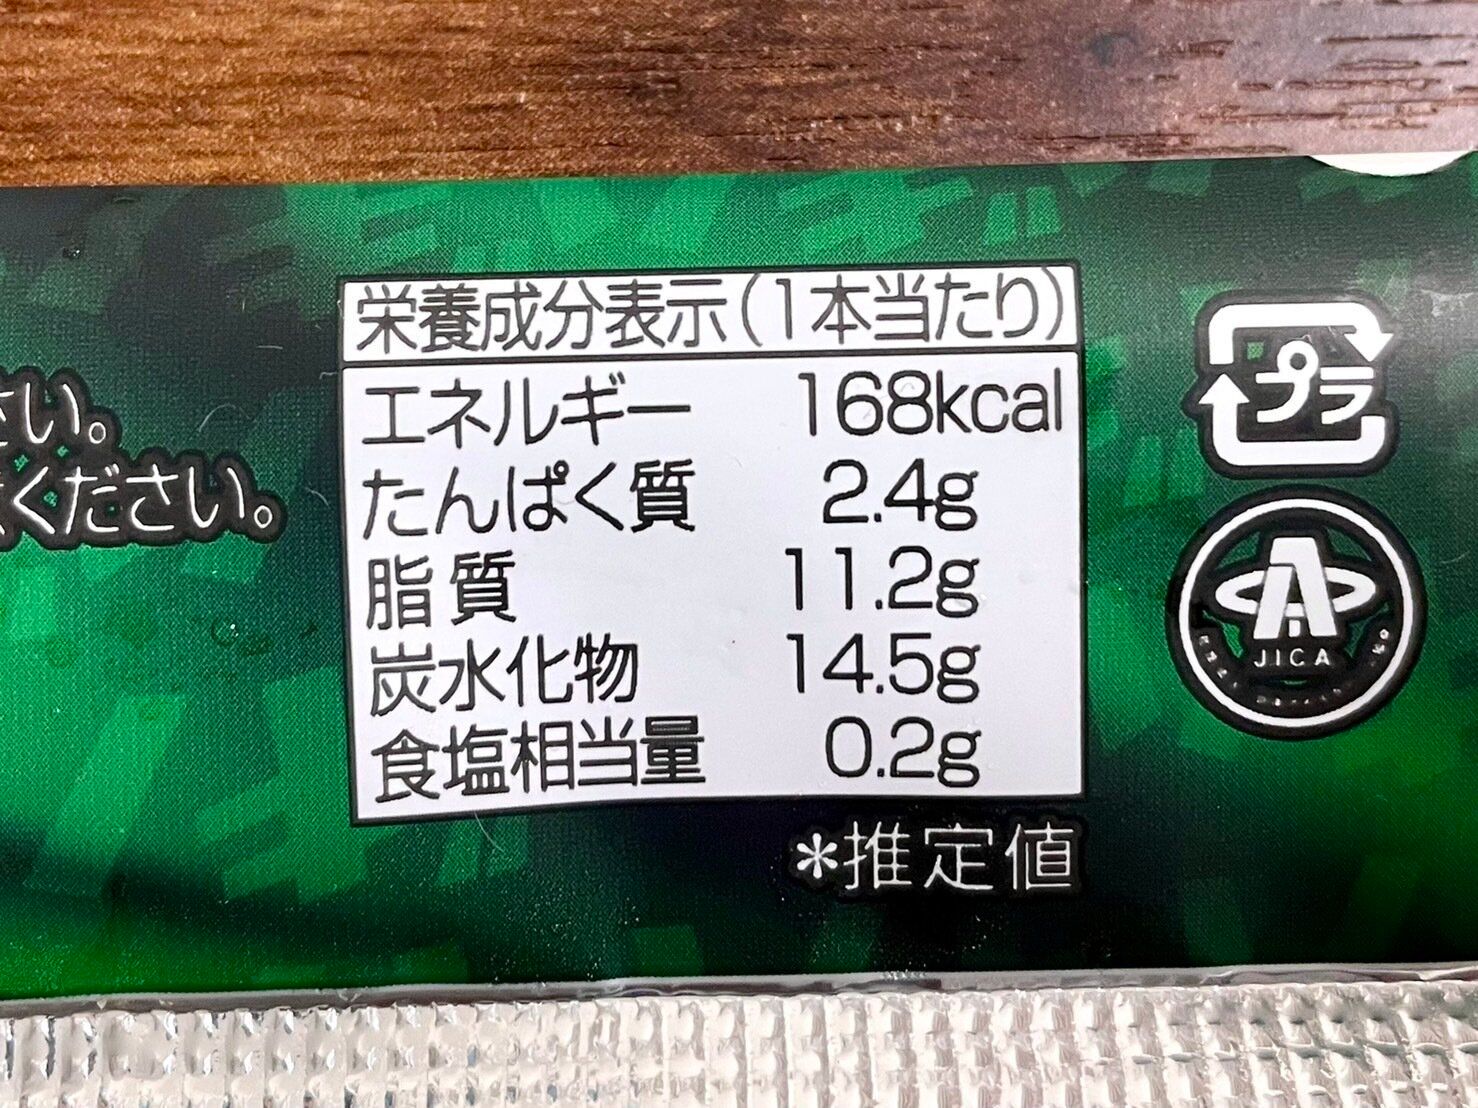 さい。
ください。
栄養成分表示(1本当たり)
エネルギー 168kcal
たんぱく質 2.4g
脂質 11.2g
炭水化物 14.5g
食塩相当量 0.2g
*推定値
プラ
JICA